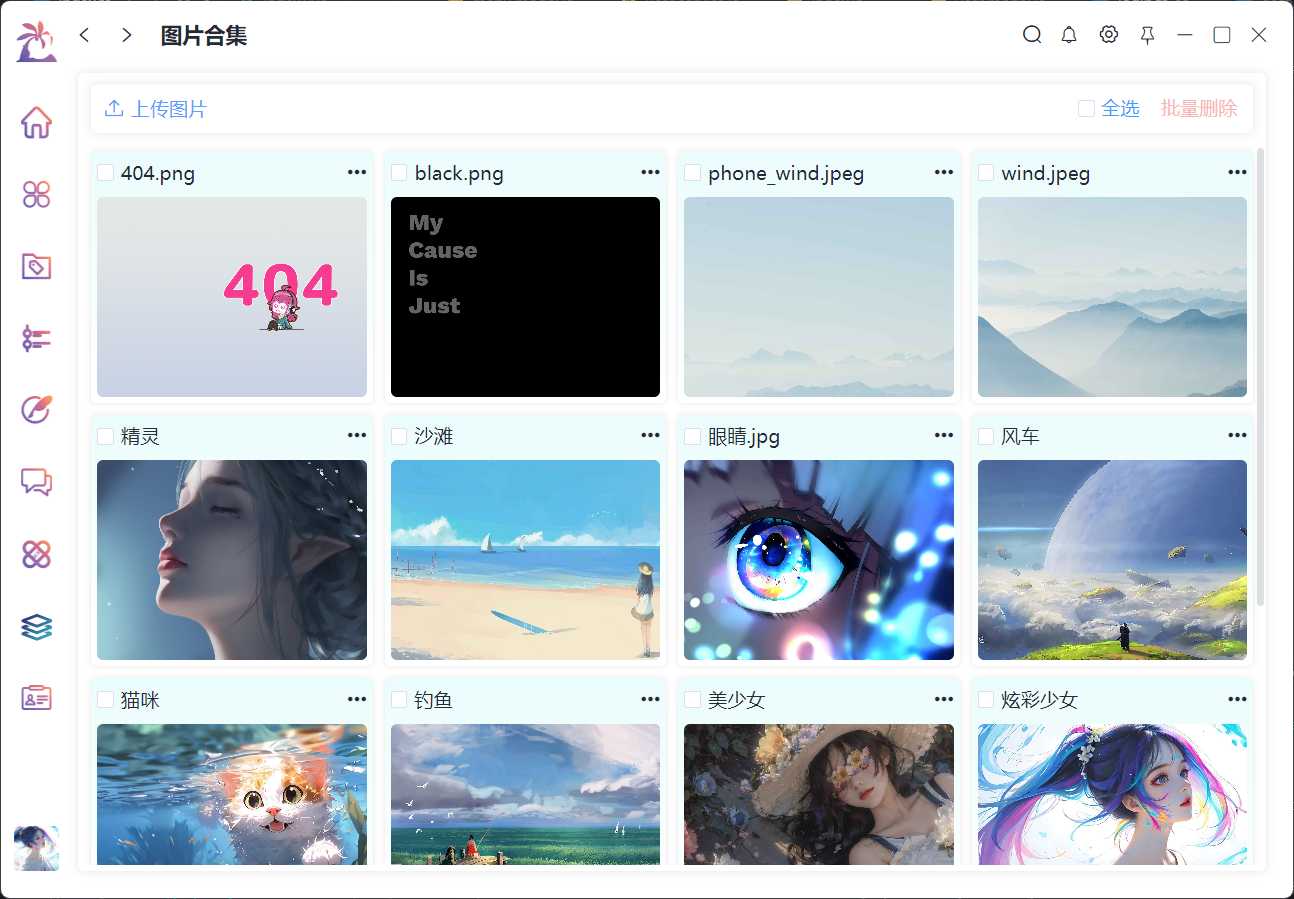 图片合集
上传图片
全选 批量删除
404.png
black.png
phone_wind.jpeg
wind.jpeg
404
My
Cause
Is
Just
精灵
沙滩
眼睛.jpg
风车
猫咪
钓鱼
美少女
炫彩少女